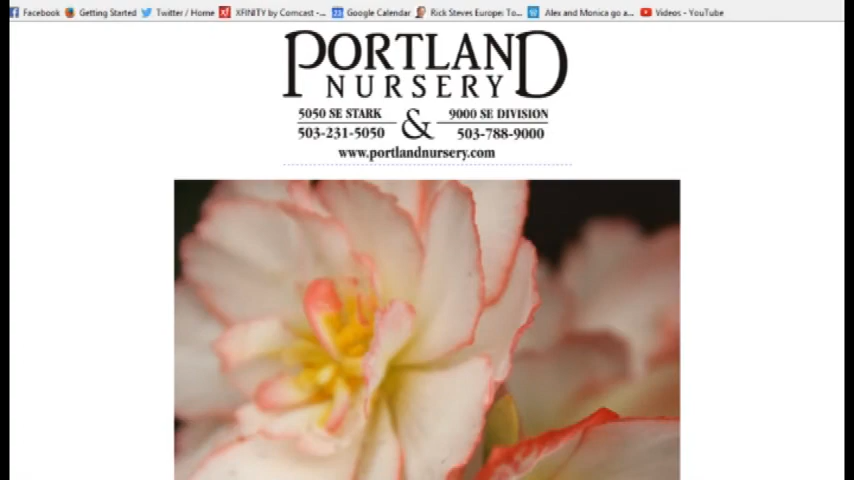 Facebook Getting Started Twitter / Home XFINITY by Comcast -... Google Calendar Rick Steves Europe: To... Alex and Monica go a... Videos - YouTube
PORTLAND
NURSERY
5050 SE STARK & 9000 SE DIVISION
503-231-5050 503-788-9000
www.portlandnursery.com